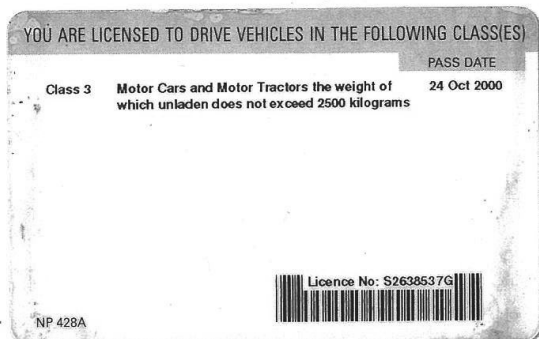 YOU ARE LICENSED TO DRIVE VEHICLES IN THE FOLLOWING CLASS(ES)
PASS DATE
Class 3 Motor Cars and Motor Tractors the weight of 24 Oct 2000
which unladen does not exceed 2500 kilograms
Licence No: S2638537G
NP 428A